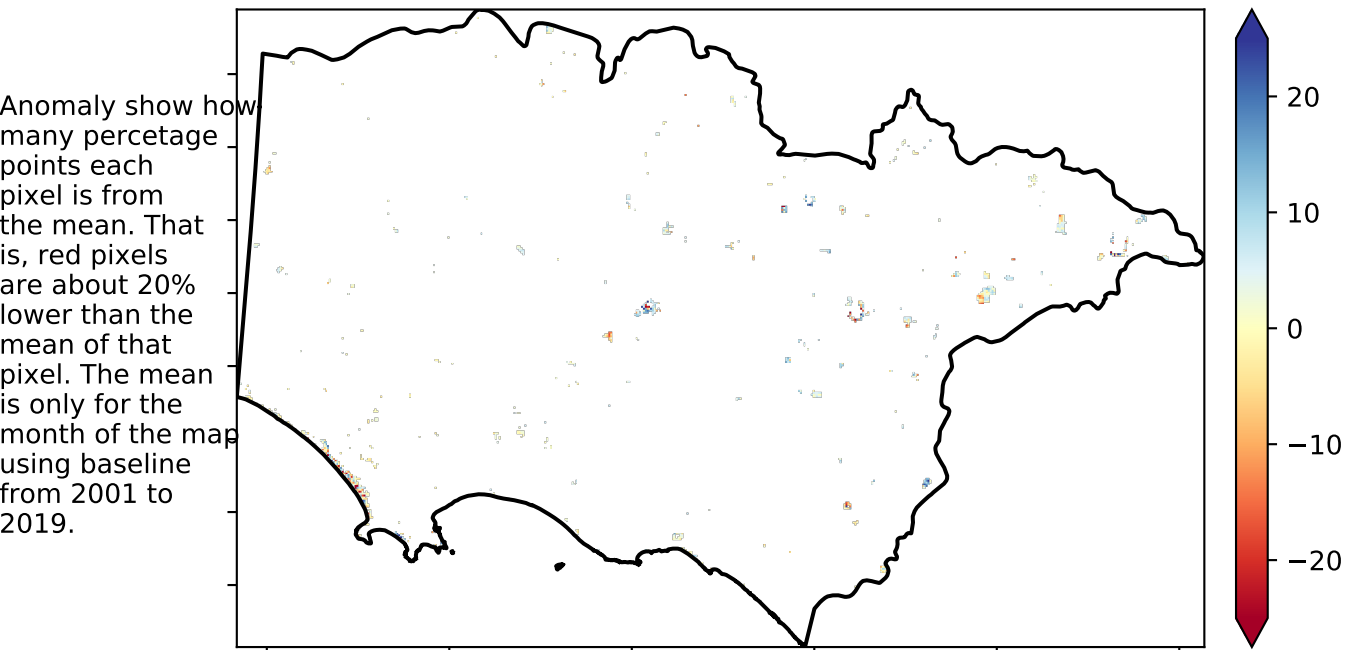 Anomaly show how
many percetage
points each
pixel is from
the mean. That
is, red pixels
are about 20%
lower than the
mean of that
pixel. The mean
is only for the
month of the map
using baseline
from 2001 to
2019.
20
10
0
−10
−20